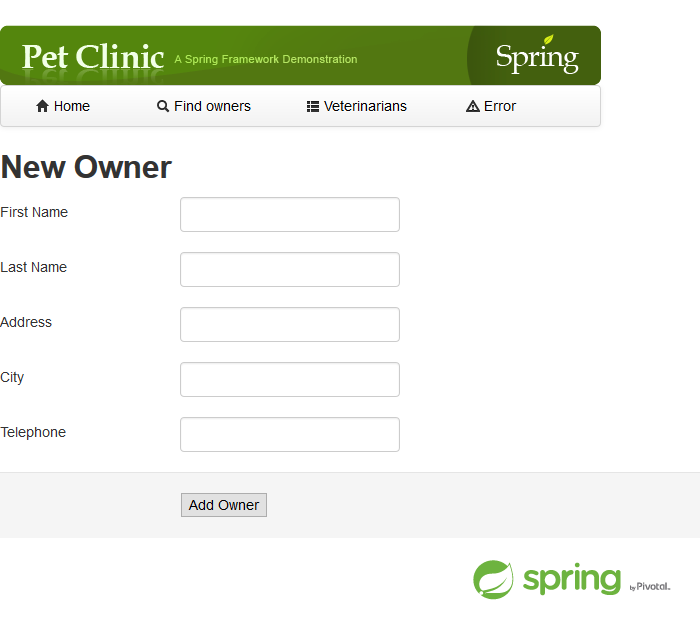 Pet Clinic A Spring Framework Demonstration Spring
Home Find owners Veterinarians Error
New Owner
First Name
Last Name
Address
City
Telephone
Add Owner
spring by Pivotal.